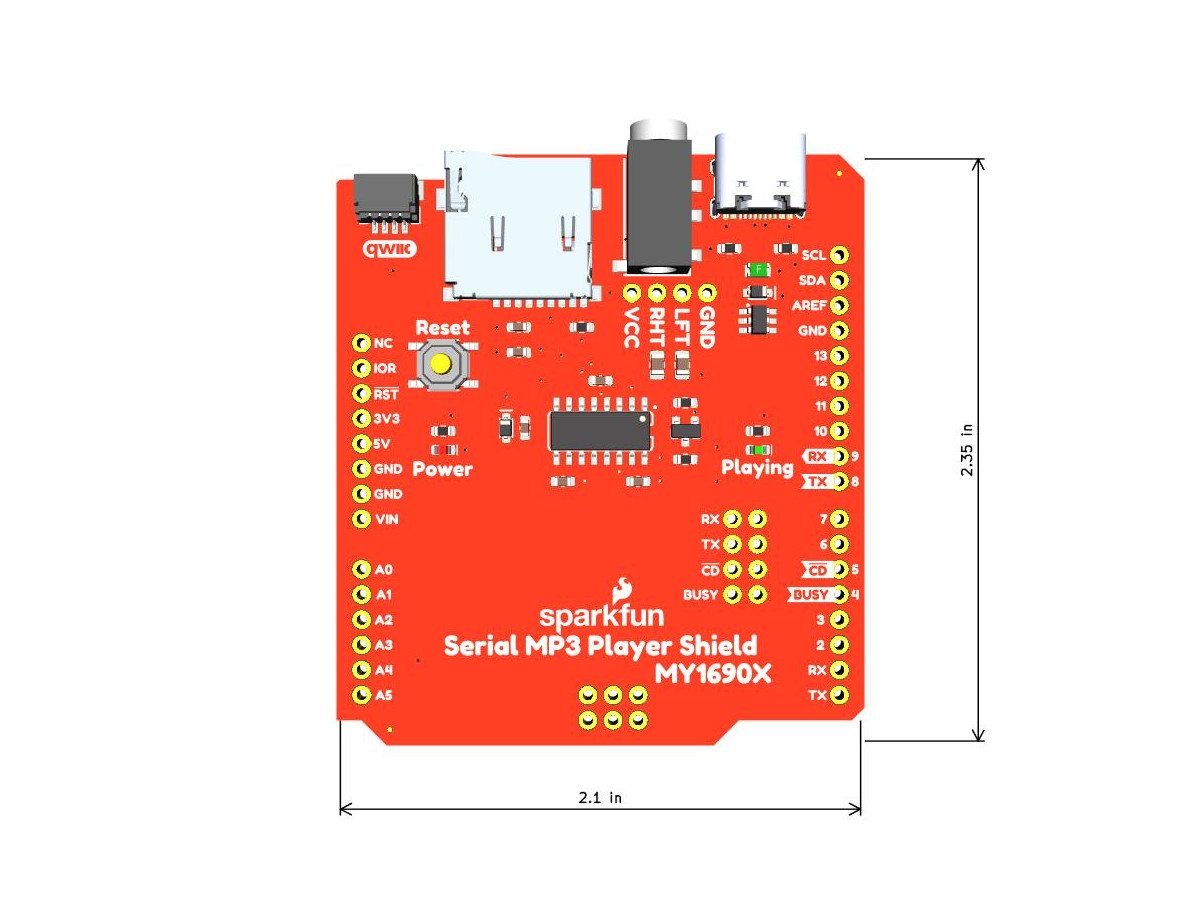 qwiic
Reset
NC
IOR
RST
3V3
5V
GND
GND
VIN
A0
A1
A2
A3
A4
A5
Power
VCC
RHT
LFT
GND
F
Playing
SCL
SDA
AREF
GND
13
12
11
10
RX 9
TX 8
7
6
CD 5
BUSY 4
3
2
RX
TX
RX
TX
CD
BUSY
sparkfun
Serial MP3 Player Shield
MY1690X
2.35 in
2.1 in